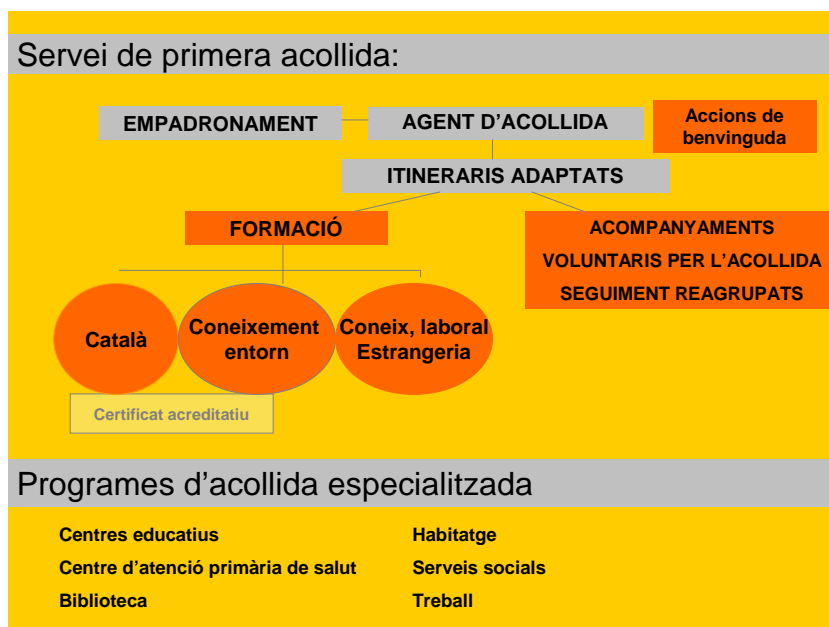 Servei de primera acollida:
EMPADRONAMENT
AGENT D'ACOLLIDA
Accions de
benvinguda
ITINERARIS ADAPTATS
FORMACIÓ
ACOMPANYAMENTS
VOLUNTARIS PER L'ACOLLIDA
SEGUIMENT REAGRUPATS
Català
Coneixement
entorn
Coneix, laboral
Estrangeria
Certificat acreditatiu
Programes d'acollida especialitzada
Centres educatius
Habitatge
Centre d'atenció primària de salut
Serveis socials
Biblioteca
Treball